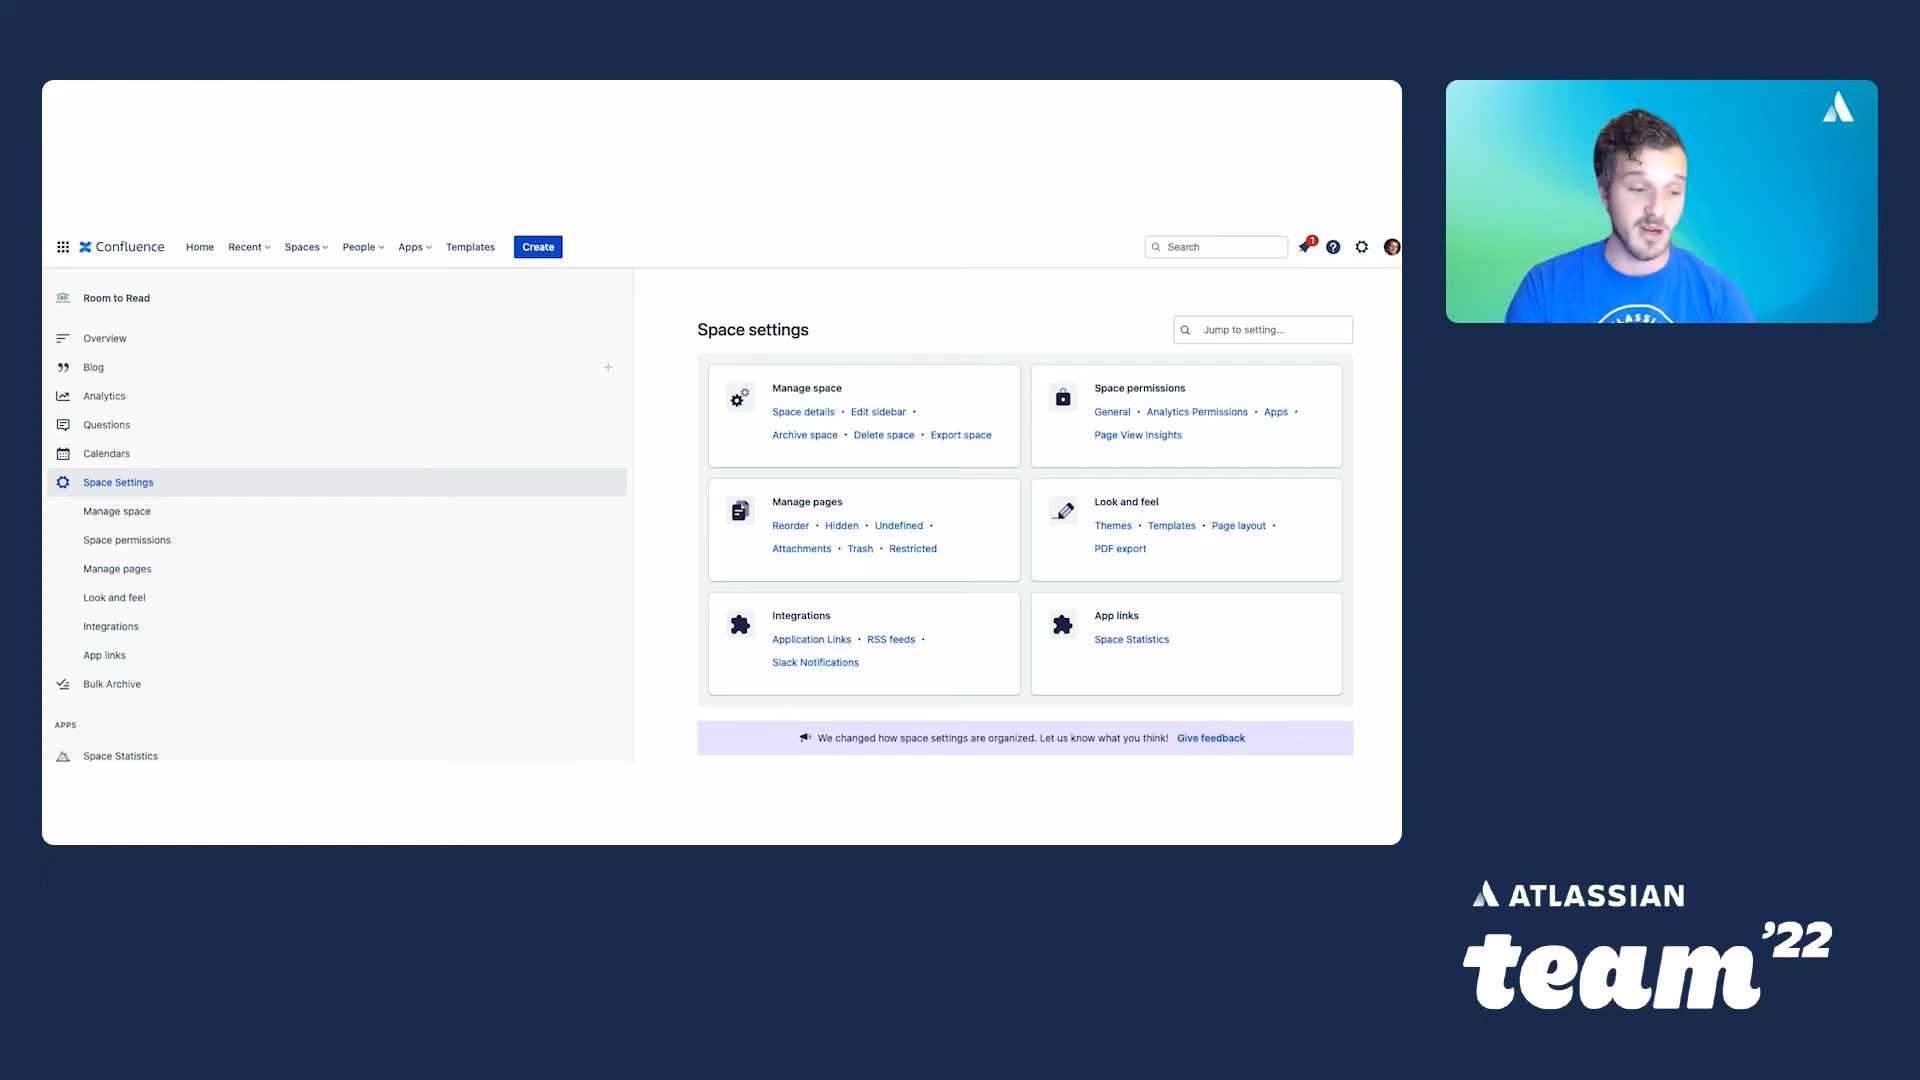 Confluence Home Recent Spaces People Apps Templates Create Search 1
Room to Read
Overview
Blog
Analytics
Questions
Calendars
Space Settings
Manage space
Space permissions
Manage pages
Look and feel
Integrations
App links
Bulk Archive
APPS
Space Statistics
Space settings
Jump to setting...
Manage space
Space details • Edit sidebar •
Archive space • Delete space • Export space
Space permissions
General • Analytics Permissions • Apps •
Page View Insights
Manage pages
Reorder • Hidden • Undefined •
Attachments • Trash • Restricted
Look and feel
Themes • Templates • Page layout •
PDF export
Integrations
Application Links • RSS feeds •
Slack Notifications
App links
Space Statistics
We changed how space settings are organized. Let us know what you think! Give feedback
ATLASSIAN
team '22